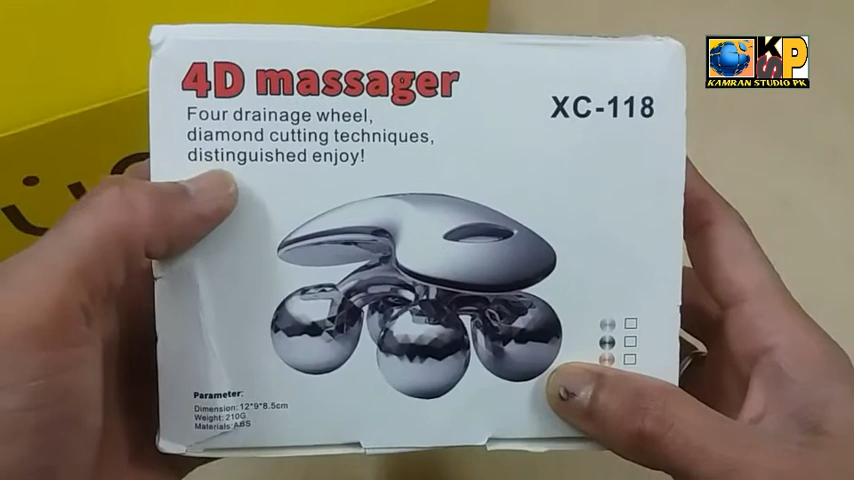 4D massager
Four drainage wheel,
diamond cutting techniques,
distinguished enjoy!
XC-118
Parameter:
Dimension: 12*9*8.5cm
Weight: 210G
Materials: ABS
KSP
KAMRAN STUDIO PK